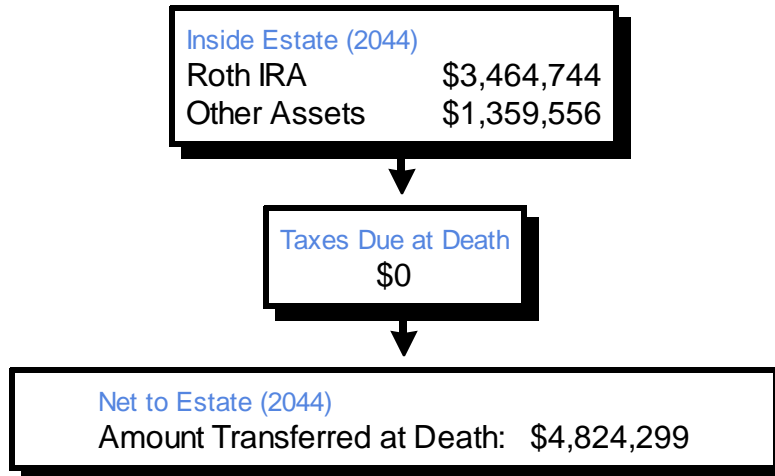 Inside Estate (2044)
Roth IRA $3,464,744
Other Assets $1,359,556
Taxes Due at Death
$0
Net to Estate (2044)
Amount Transferred at Death: $4,824,299